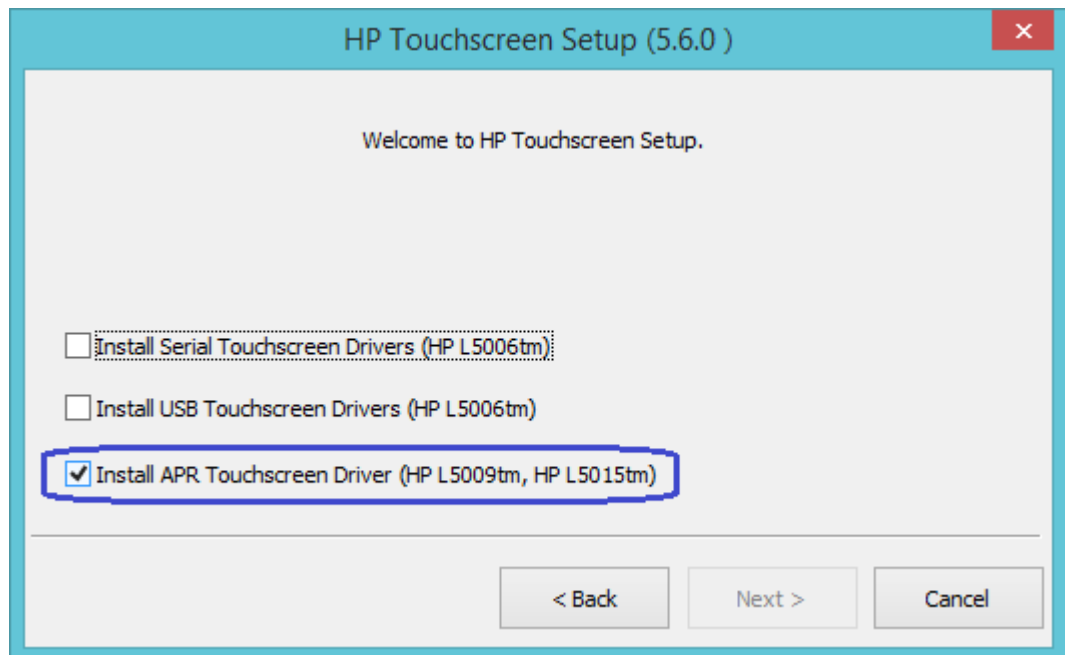 HP Touchscreen Setup (5.6.0 )
Welcome to HP Touchscreen Setup.
Install Serial Touchscreen Drivers (HP L5006tm)
Install USB Touchscreen Drivers (HP L5006tm)
Install APR Touchscreen Driver (HP L5009tm, HP L5015tm)
< Back Next > Cancel